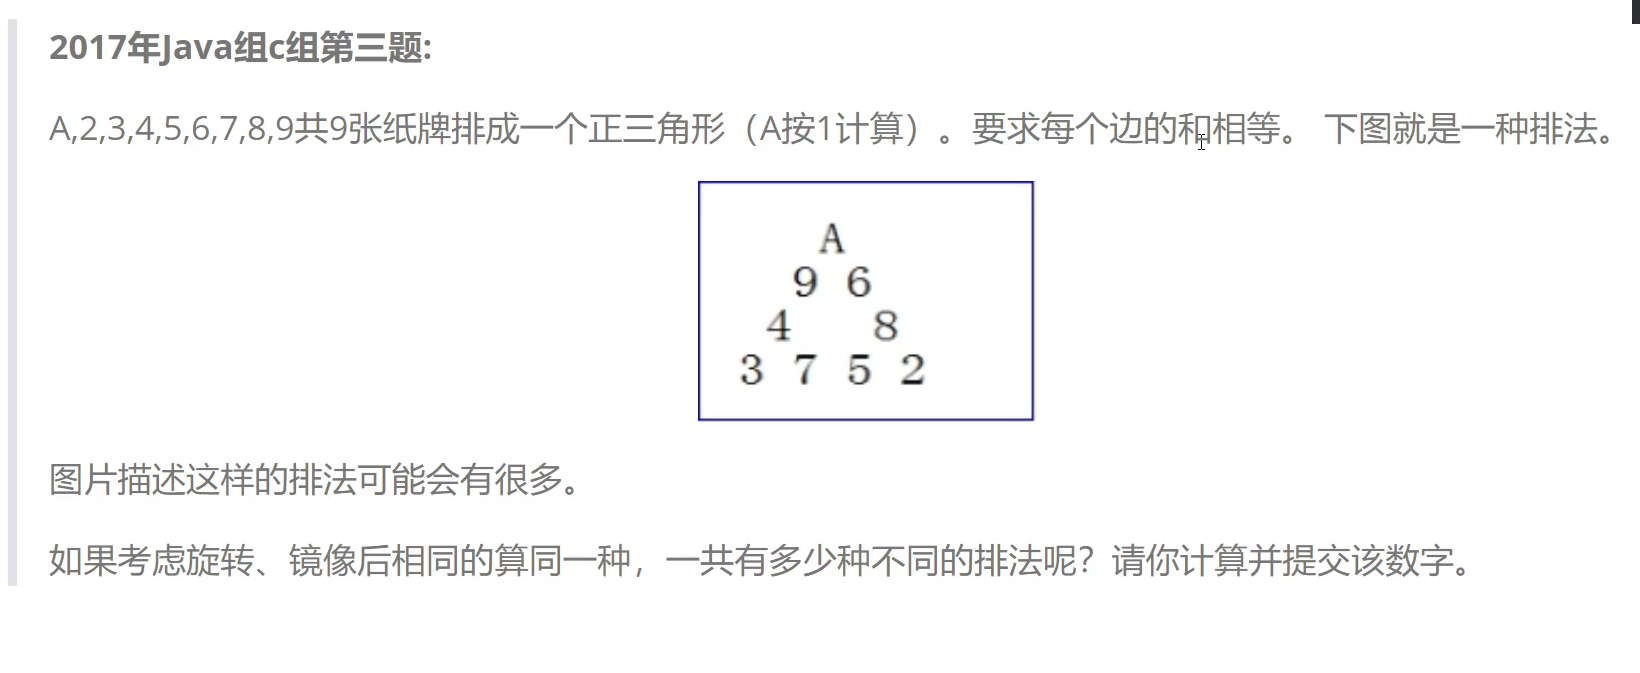 2017年Java组c组第三题:
A,2,3,4,5,6,7,8,9共9张纸牌排成一个正三角形（A按1计算）。要求每个边的和相等。 下图就是一种排法。
A
9 6
4 8
3 7 5 2
图片描述这样的排法可能会有很多。
如果考虑旋转、镜像后相同的算同一种，一共有多少种不同的排法呢？请你计算并提交该数字。